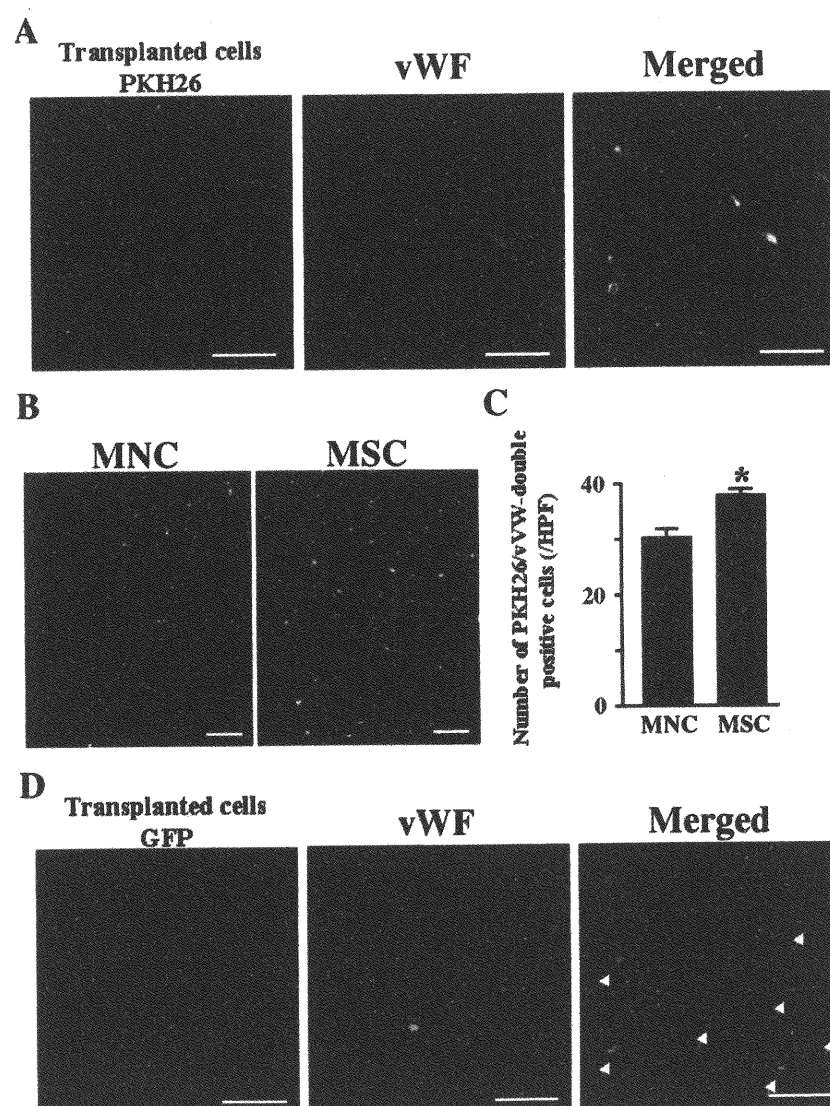 A
Transplanted cells
PKH26
vWF
Merged
B
MNC
MSC
C
Number of PKH26/vVW-double
positive cells (/HPF)
40
20
0
*
MNC
MSC
D
Transplanted cells
GFP
vWF
Merged